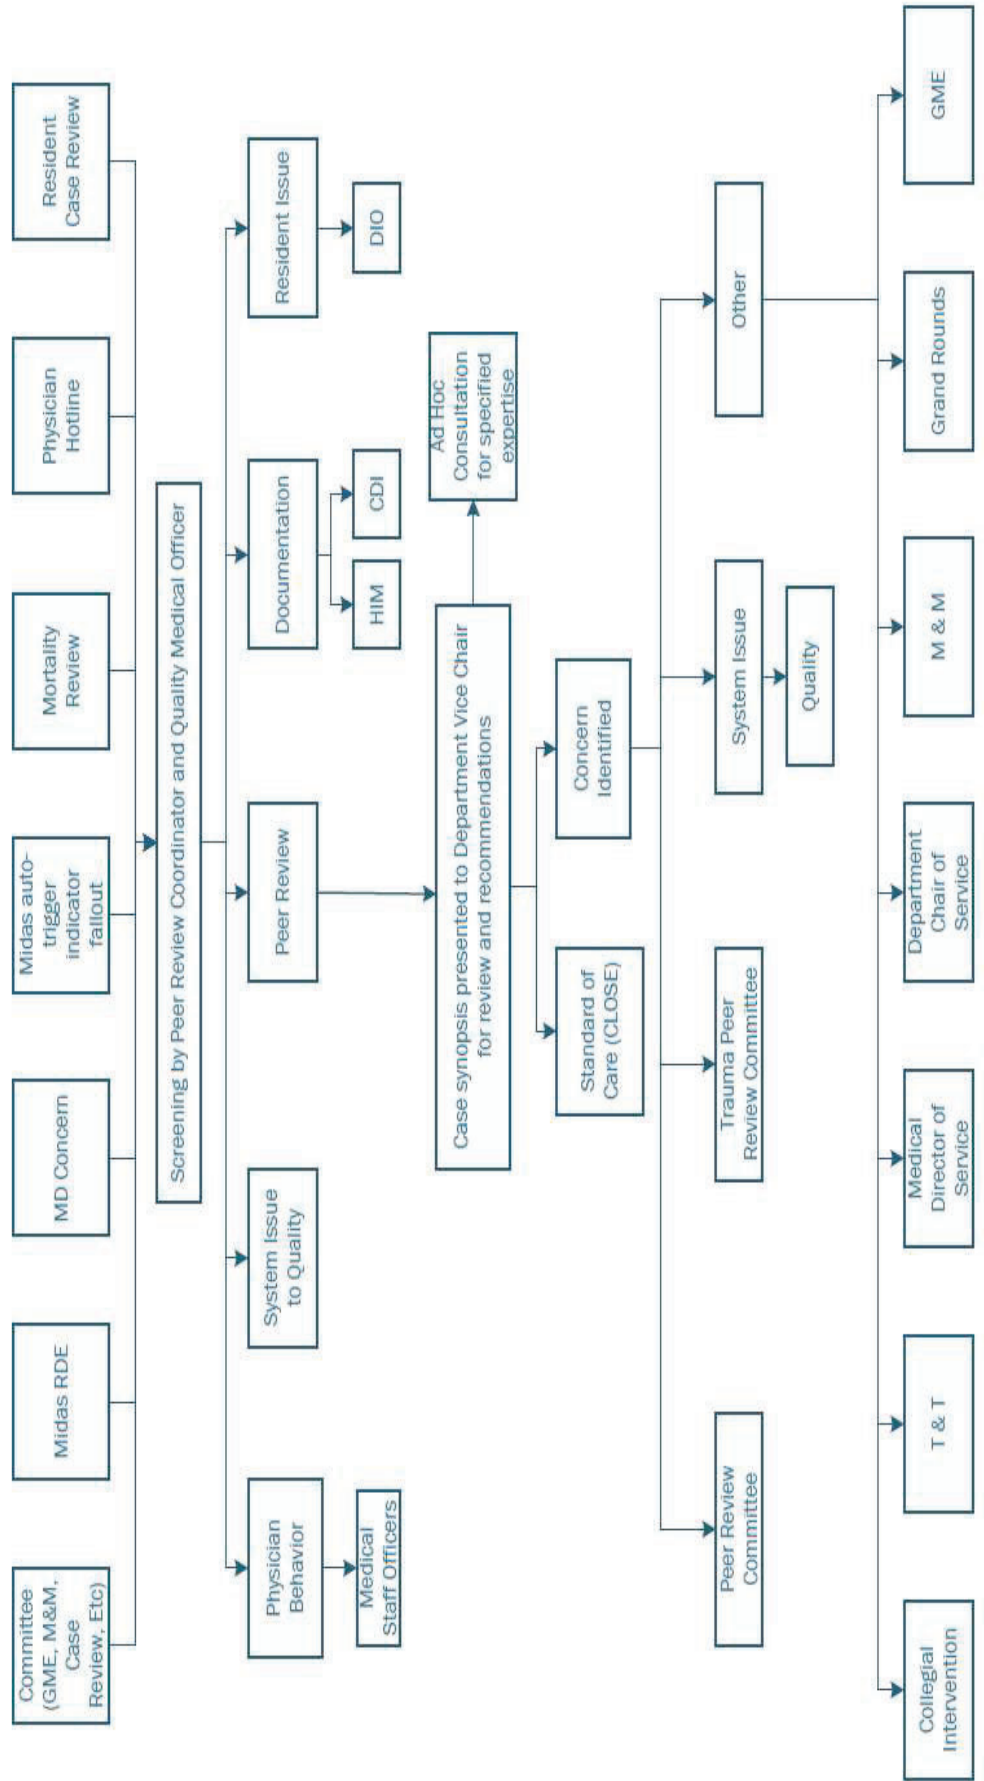 Committee
(GME, M&M,
Case
Review, Etc)
Midas RDE
MD Concern
Midas auto-
trigger
indicator
fallout
Mortality
Review
Physician
Hotline
Resident
Case Review
Screening by Peer Review Coordinator and Quality Medical Officer
Physician
Behavior
System Issue
to Quality
Peer Review
Documentation
Resident Issue
Medical
Staff Officers
HIM
CDI
DIO
Case synopsis presented to Department Vice Chair
for review and recommendations
Ad Hoc
Consultation
for specified
expertise
Standard of
Care (CLOSE)
Concern
Identified
Peer Review
Committee
Trauma Peer
Review Committee
System Issue
Other
Quality
Collegial
Intervention
T & T
Medical
Director of
Service
Department
Chair of
Service
M & M
Grand Rounds
GME